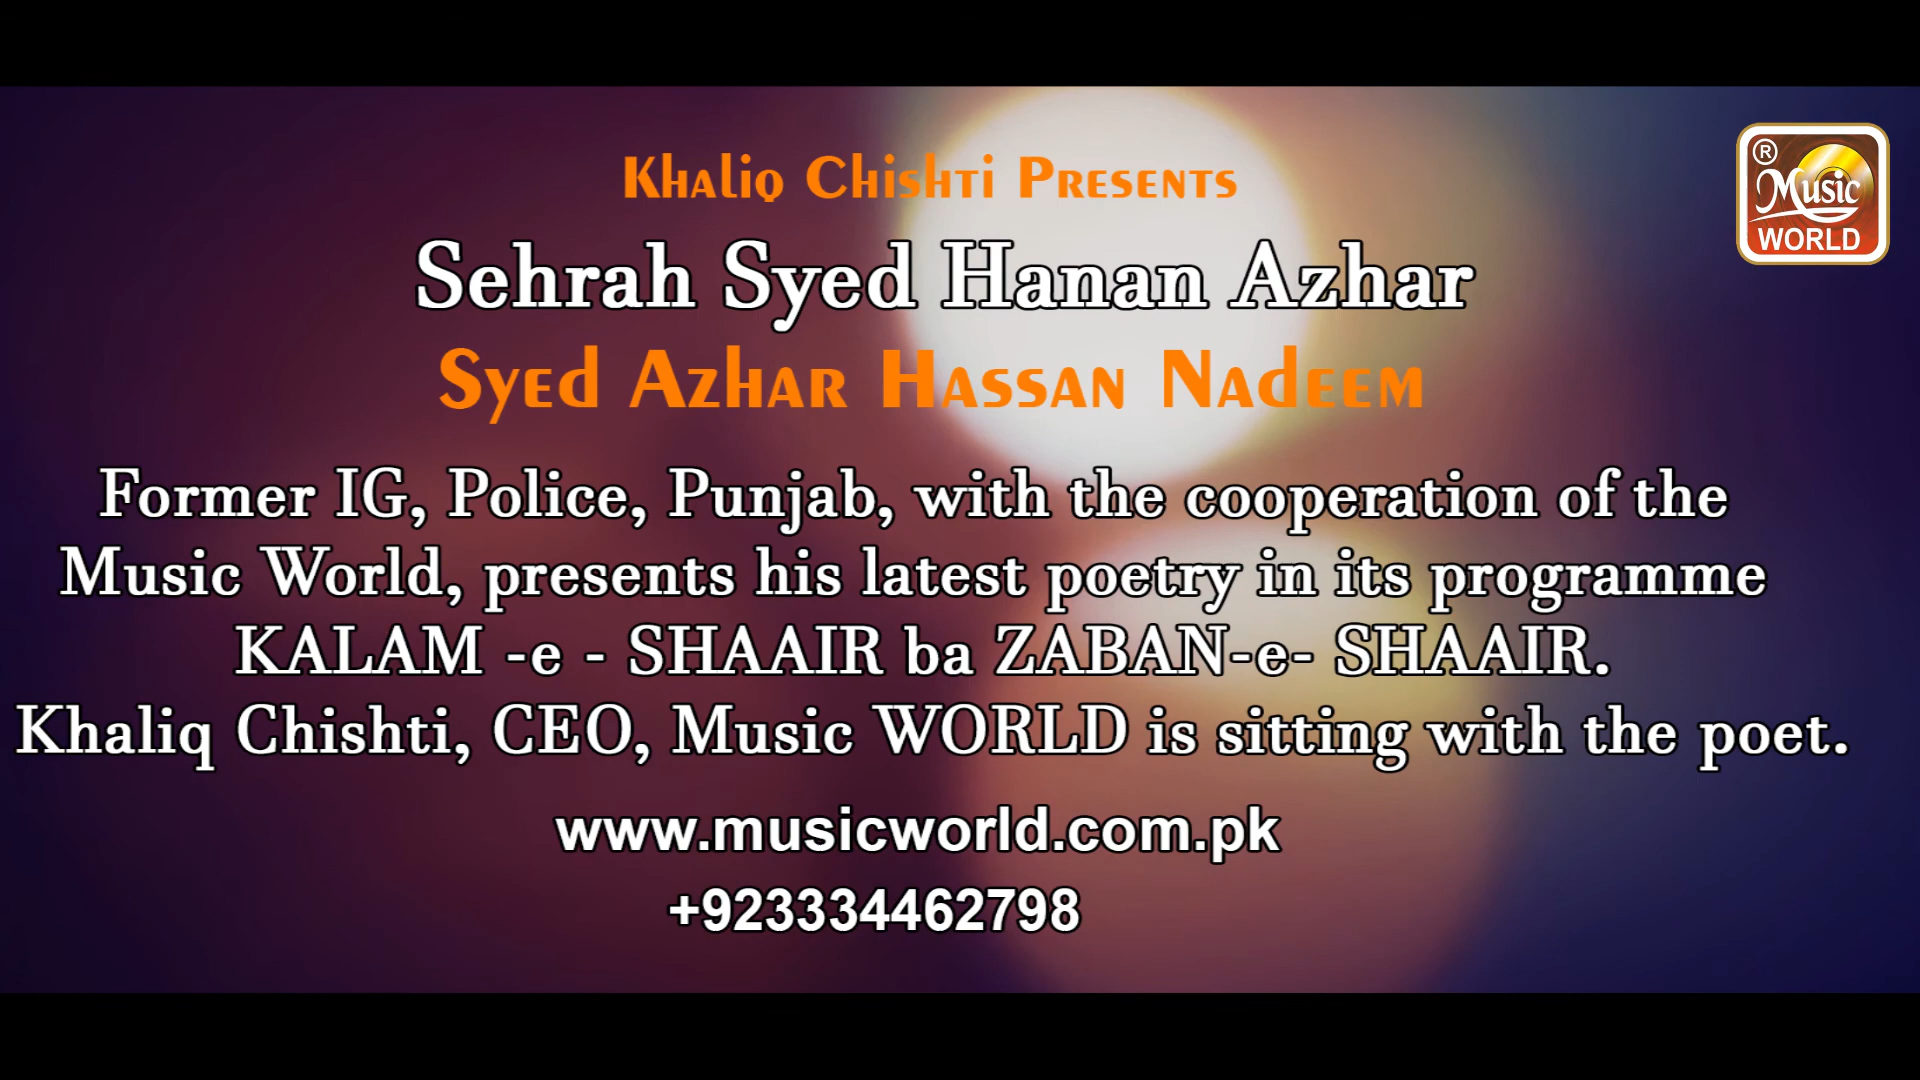 Khaliq Chishti Presents
® Music
WORLD
Sehrah Syed Hanan Azhar
Syed Azhar Hassan Nadeem
Former IG, Police, Punjab, with the cooperation of the
Music World, presents his latest poetry in its programme
KALAM -e - SHAAIR ba ZABAN-e- SHAAIR.
Khaliq Chishti, CEO, Music WORLD is sitting with the poet.
www.musicworld.com.pk
+923334462798